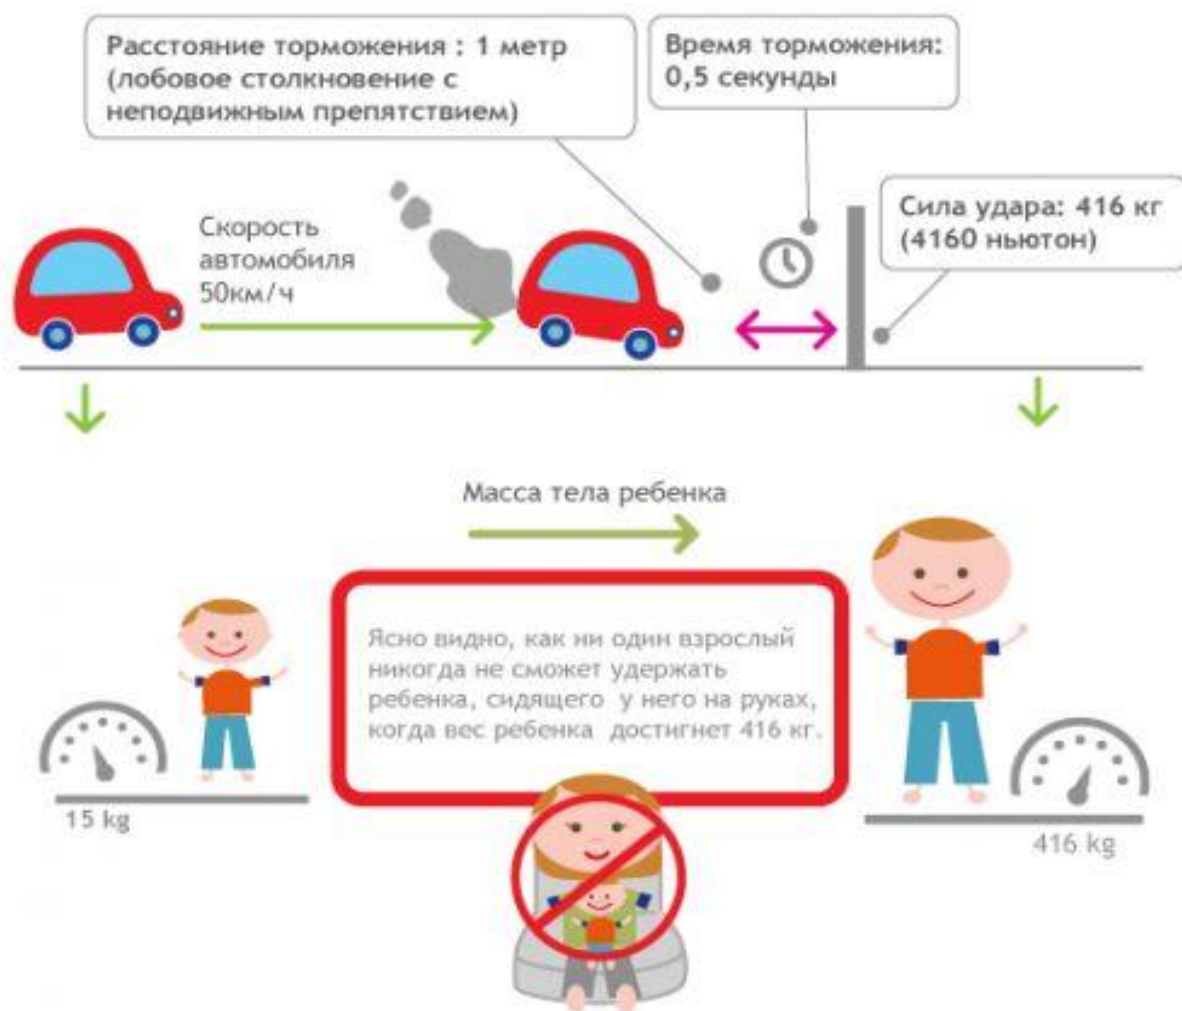 Расстояние торможения : 1 метр
(лобовое столкновение с
неподвижным препятствием)
Время торможения:
0,5 секунды
Сила удара: 416 кг
(4160 ньютон)
Скорость
автомобиля
50км/ч
Масса тела ребенка
Ясно видно, как ни один взрослый
никогда не сможет удержать
ребенка, сидящего у него на руках,
когда вес ребенка достигнет 416 кг.
15 kg
416 kg